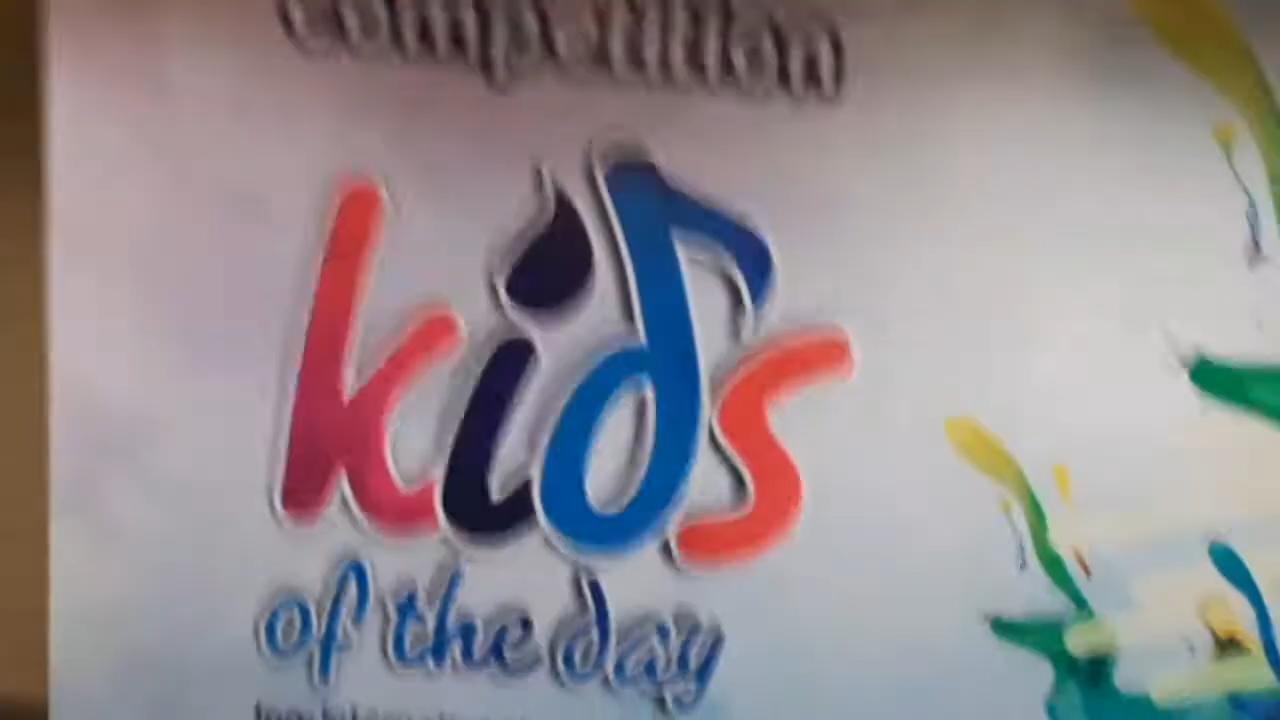 competition
kids
of the day